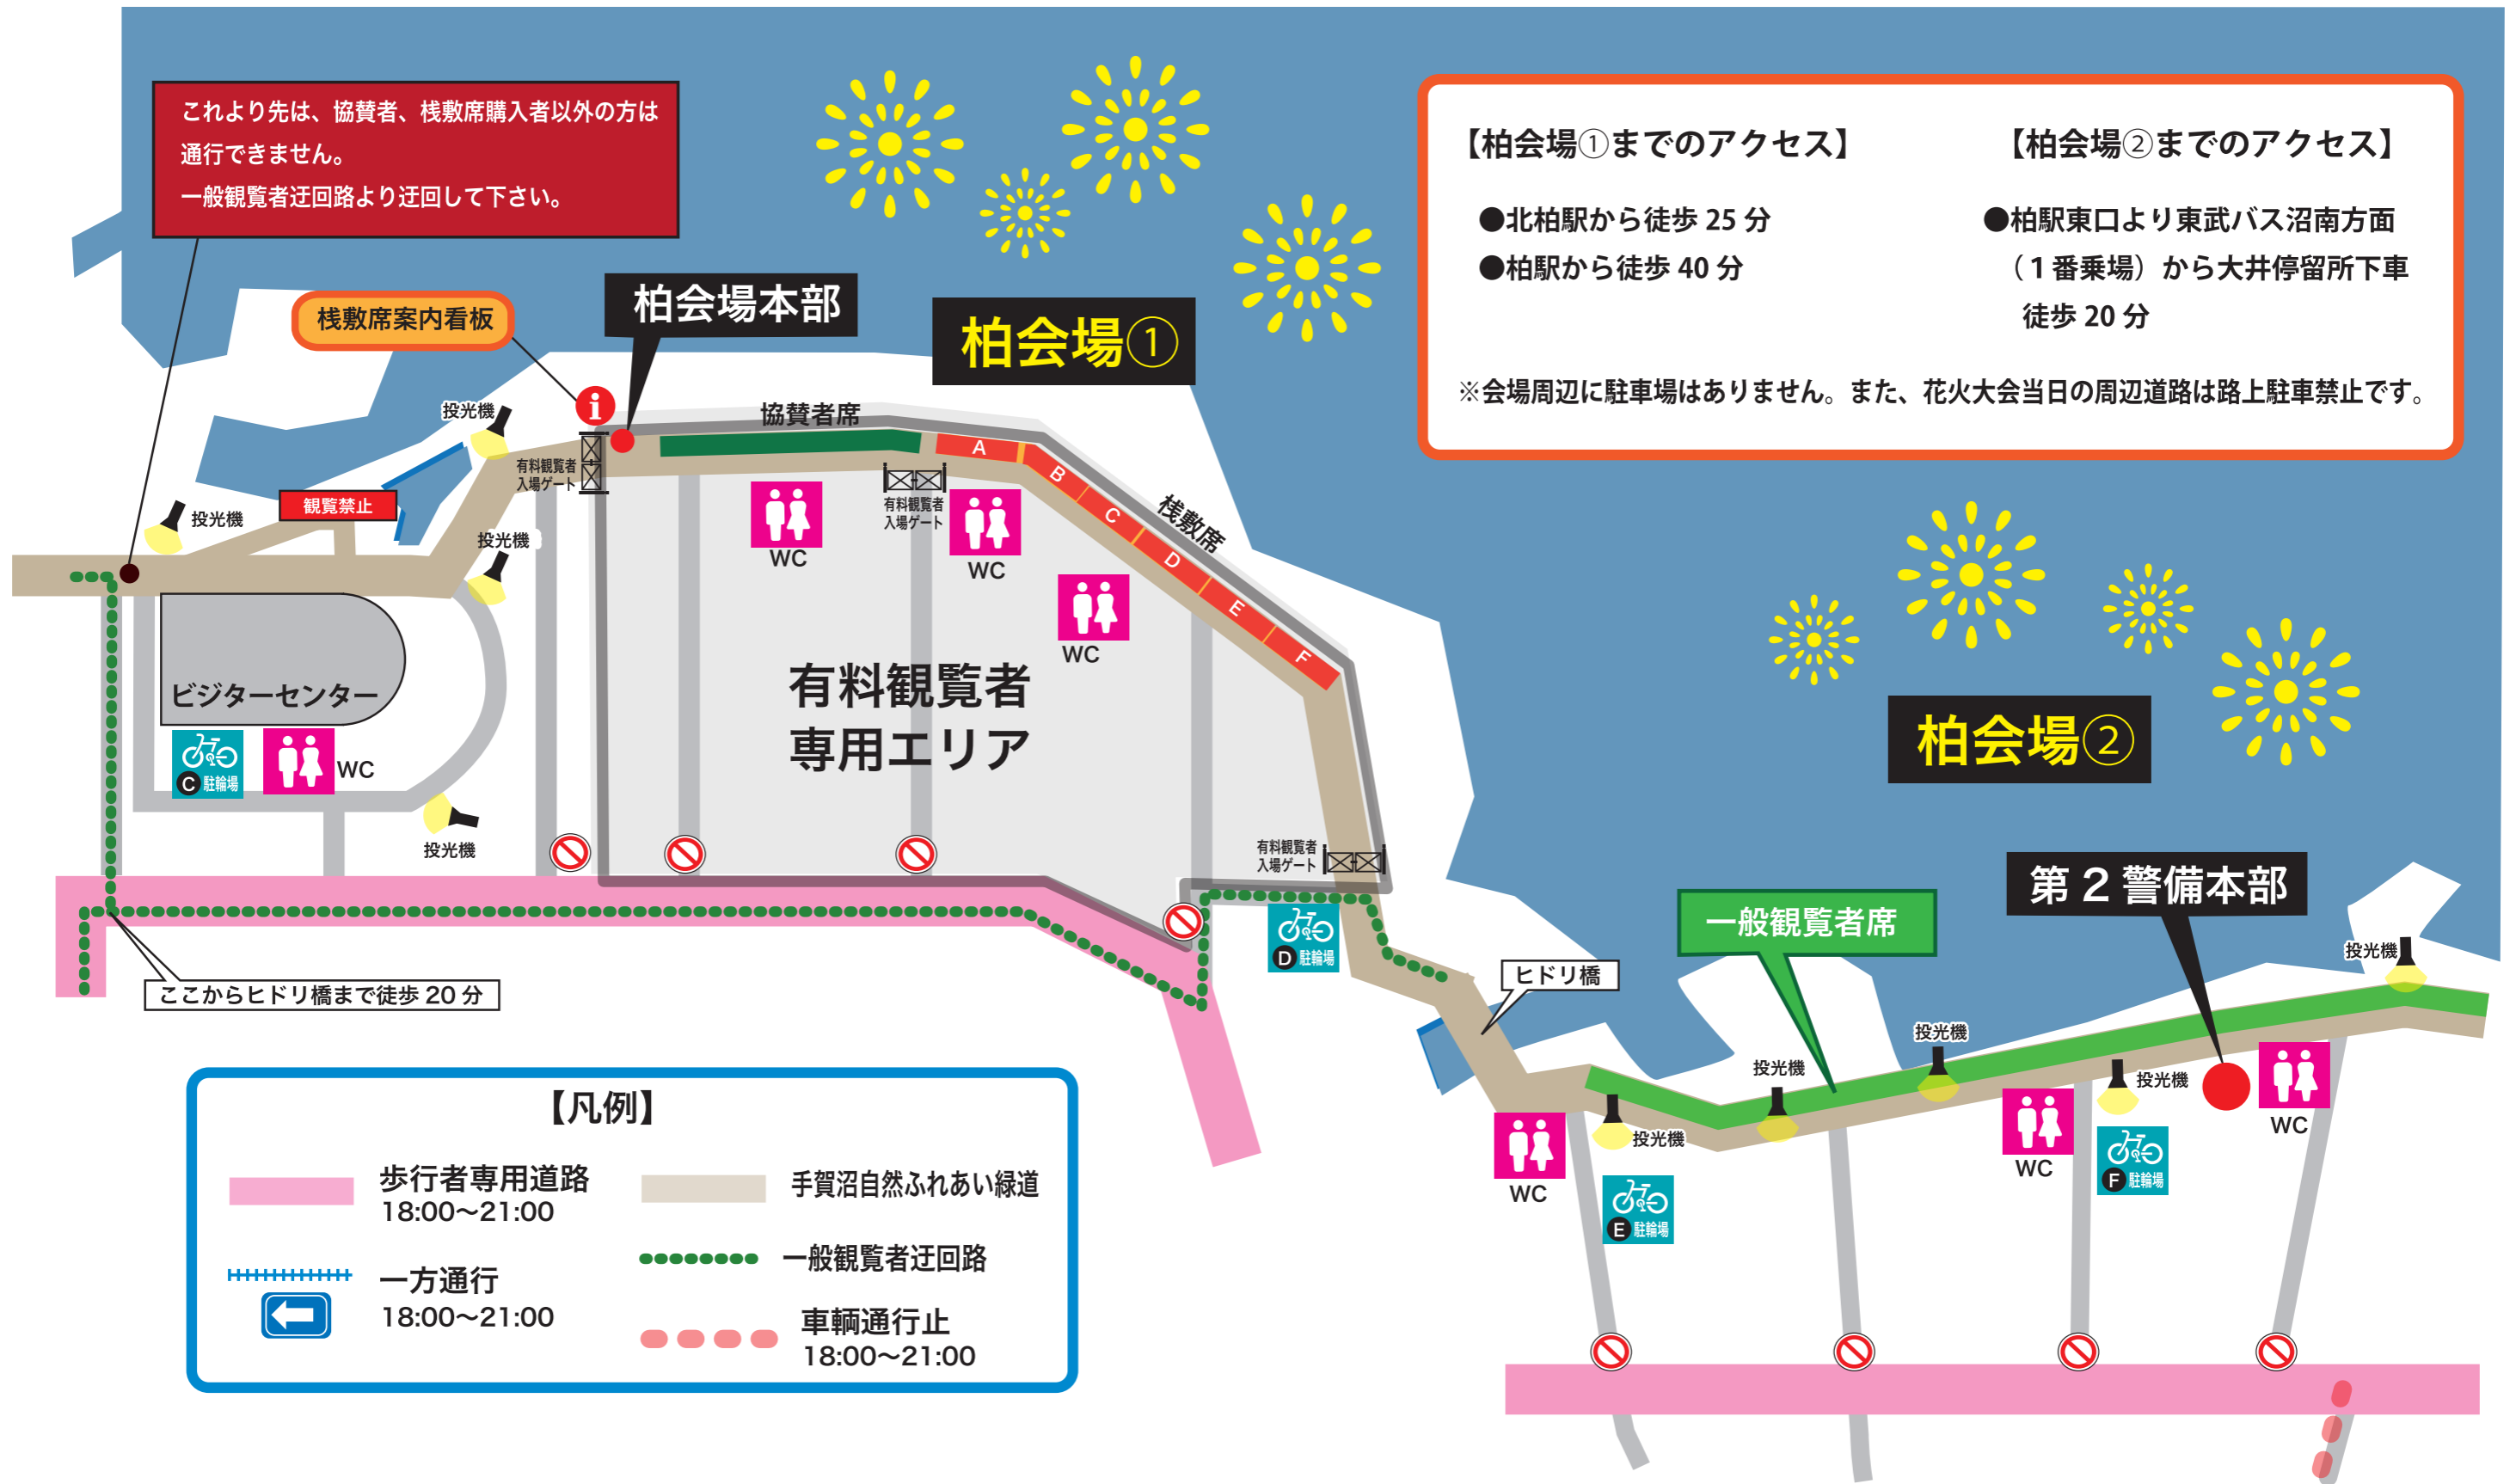 これより先は、協賛者、桟敷席購入者以外の方は
通行できません。
一般観覧者迂回路より迂回して下さい。
【柏会場①までのアクセス】
●北柏駅から徒歩 25 分
●柏駅から徒歩 40 分
【柏会場②までのアクセス】
●柏駅東口より東武バス沼南方面
（１番乗場）から大井停留所下車
徒歩 20 分
※会場周辺に駐車場はありません。また、花火大会当日の周辺道路は路上駐車禁止です。
桟敷席案内看板
柏会場本部
柏会場①
投光機
i
協賛者席
A
B
C
D
E
F
桟敷席
有料観覧者
入場ゲート
有料観覧者
入場ゲート
観覧禁止
投光機
投光機
WC
WC
WC
ビジターセンター
有料観覧者
専用エリア
C 駐輪場
WC
投光機
柏会場②
有料観覧者
入場ゲート
D 駐輪場
ここからヒドリ橋まで徒歩 20 分
ヒドリ橋
一般観覧者席
第 2 警備本部
投光機
投光機
投光機
投光機
投光機
WC
WC
WC
E 駐輪場
F 駐輪場
【凡例】
歩行者専用道路
18:00～21:00
一方通行
18:00～21:00
手賀沼自然ふれあい緑道
一般観覧者迂回路
車輌通行止
18:00～21:00